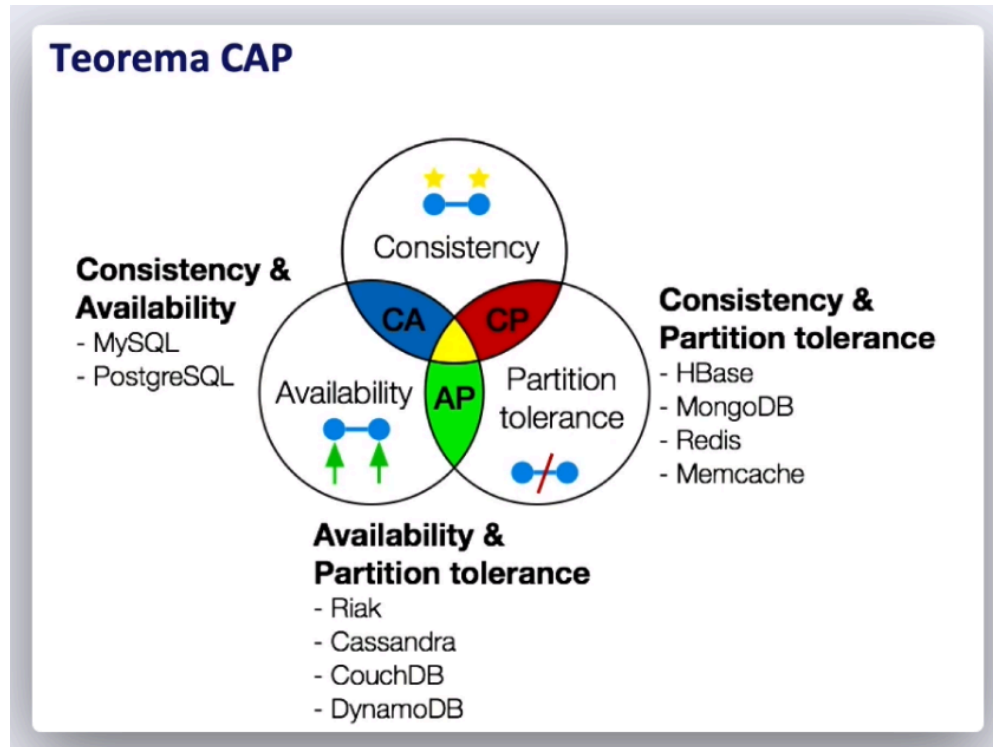 Teorema CAP
Consistency
Consistency &
Availability
- MySQL
- PostgreSQL
CA
CP
Consistency &
Partition tolerance
- HBase
- MongoDB
- Redis
- Memcache
Availability
AP
Partition
tolerance
Availability &
Partition tolerance
- Riak
- Cassandra
- CouchDB
- DynamoDB